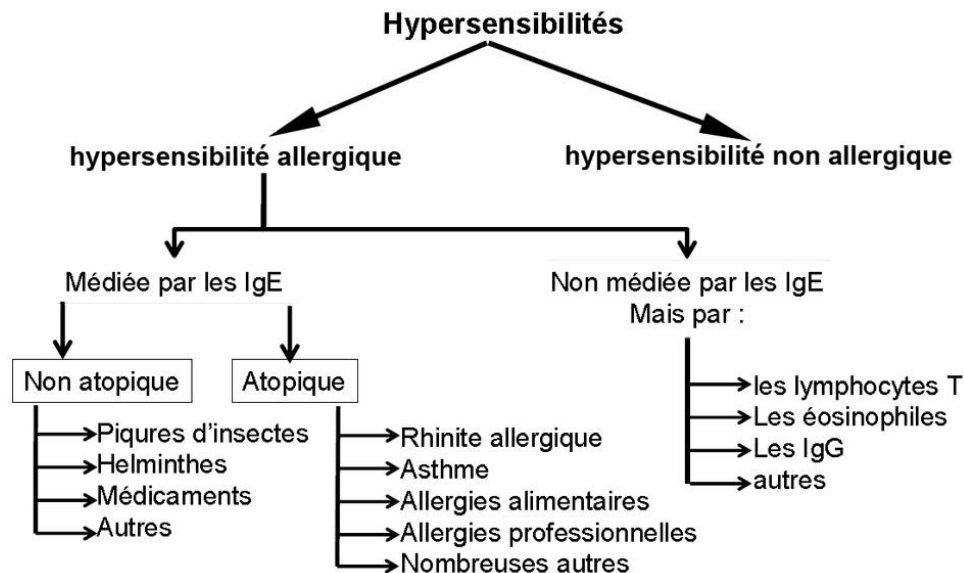 Hypersensibilités
hypersensibilité allergique
hypersensibilité non allergique
Médiée par les IgE
Non médiée par les IgE
Mais par :
Non atopique
Atopique
Piqures d'insectes
Helminthes
Médicaments
Autres
Rhinite allergique
Asthme
Allergies alimentaires
Allergies professionnelles
Nombreuses autres
les lymphocytes T
Les éosinophiles
Les IgG
autres